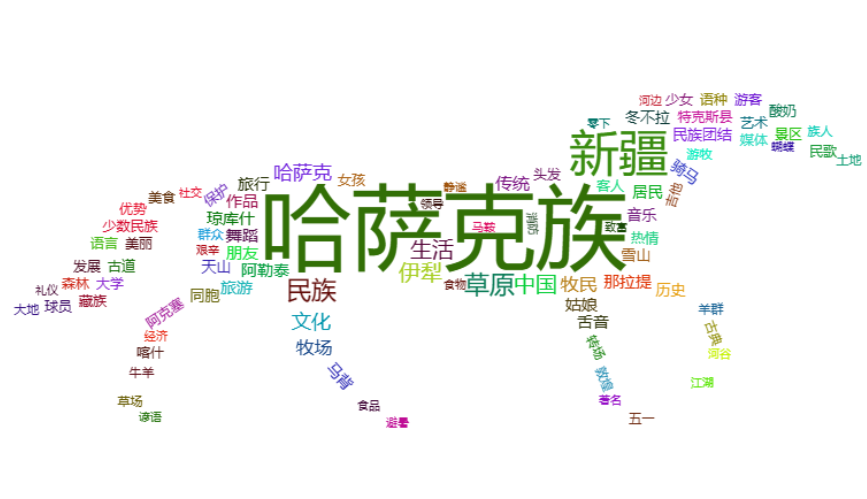 河边
少女
语种
游客
酸奶
零下
冬不拉
特克斯县
艺术
族人
新疆
民族团结
媒体
景区
蝴蝶
民歌
土地
游牧
骑马
哈萨克
女孩
静谧
传统
头发
客人
居民
吉他
旅行
保护
社交
美食
作品
领导
哈萨克族
优势
琼库什
马鞍
消防
致富
音乐
少数民族
群众
舞蹈
热情
语言
美丽
艰辛
朋友
生活
雪山
发展
古道
天山
阿勒泰
伊犁
食物
草原
中国
牧民
那拉提
历史
森林
大学
礼仪
藏族
同胞
旅游
民族
大地
球员
阿克塞
文化
姑娘
舌音
羊群
古典
经济
喀什
牧场
转场
河谷
牛羊
马背
敦煌
江湖
草场
谚语
食品
避暑
著名
五一